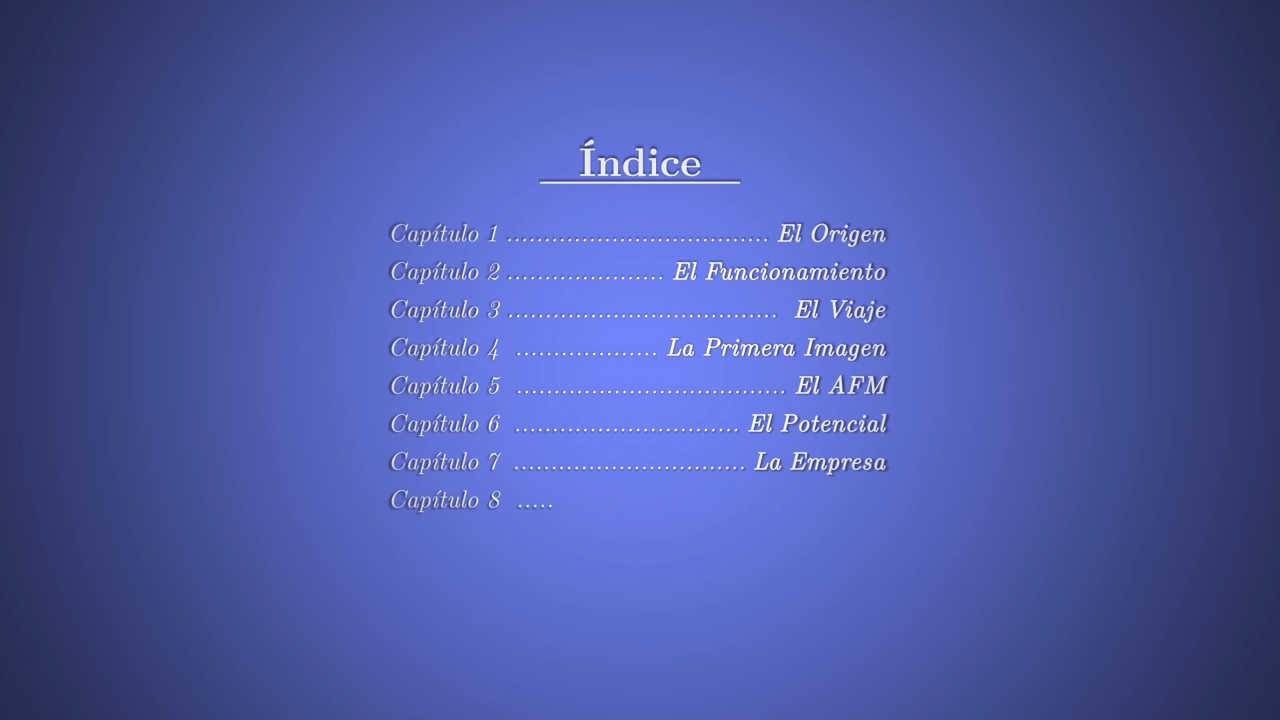 Índice
Capítulo 1 ................................... El Origen
Capítulo 2 ..................... El Funcionamiento
Capítulo 3 .................................... El Viaje
Capítulo 4 ................... La Primera Imagen
Capítulo 5 .................................... El AFM
Capítulo 6 .............................. El Potencial
Capítulo 7 ............................... La Empresa
Capítulo 8 .....